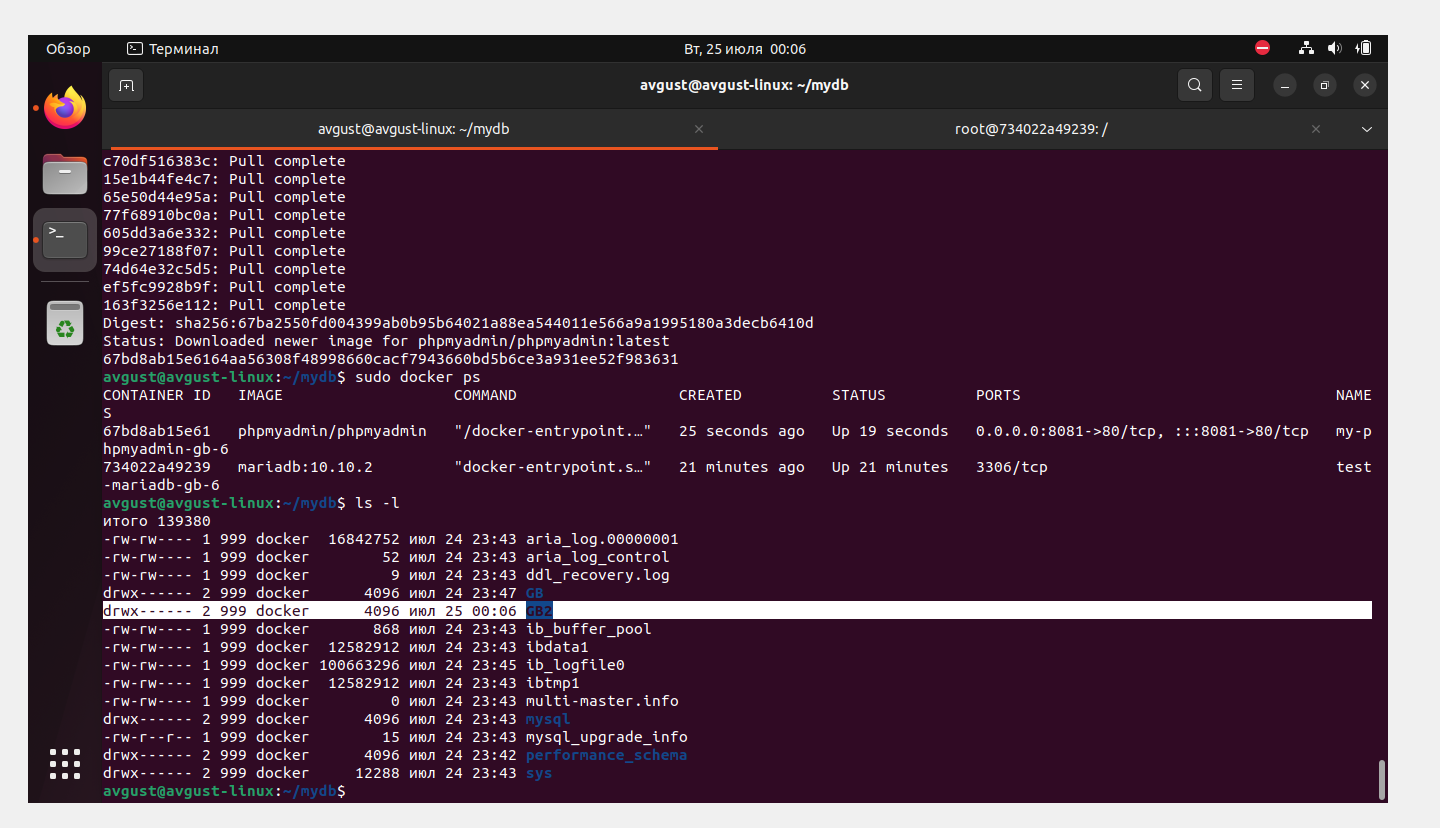 Обзор Терминал Вт, 25 июля 00:06
avgust@avgust-linux: ~/mydb
avgust@avgust-linux: ~/mydb root@734022a49239: /
c70df516383c: Pull complete
15e1b44fe4c7: Pull complete
65e50d44e95a: Pull complete
77f68910bc0a: Pull complete
605dd3a6e332: Pull complete
99ce27188f07: Pull complete
74d64e32c5d5: Pull complete
ef5fc9928b9f: Pull complete
163f3256e112: Pull complete
Digest: sha256:67ba2550fd004399ab0b95b64021a88ea544011e566a9a1995180a3decb6410d
Status: Downloaded newer image for phpmyadmin/phpmyadmin:latest
67bd8ab15e6164aa56308f48998660cacf7943660bd5b6ce3a931ee52f983631
avgust@avgust-linux:~/mydb$ sudo docker ps
CONTAINER ID   IMAGE                   COMMAND                  CREATED          STATUS          PORTS                                   NAME
S
67bd8ab15e61   phpmyadmin/phpmyadmin   "/docker-entrypoint.…"   25 seconds ago   Up 19 seconds   0.0.0.0:8081->80/tcp, :::8081->80/tcp   my-p
hpmyadmin-gb-6
734022a49239   mariadb:10.10.2         "docker-entrypoint.s…"   21 minutes ago   Up 21 minutes   3306/tcp                                test
-mariadb-gb-6
avgust@avgust-linux:~/mydb$ ls -l
итого 139380
-rw-rw---- 1 999 docker  16842752 июл 24 23:43 aria_log.00000001
-rw-rw---- 1 999 docker        52 июл 24 23:43 aria_log_control
-rw-rw---- 1 999 docker         9 июл 24 23:43 ddl_recovery.log
drwx------ 2 999 docker      4096 июл 24 23:47 GB
drwx------ 2 999 docker      4096 июл 25 00:06 GB2
-rw-rw---- 1 999 docker       868 июл 24 23:43 ib_buffer_pool
-rw-rw---- 1 999 docker  12582912 июл 24 23:43 ibdata1
-rw-rw---- 1 999 docker 100663296 июл 24 23:45 ib_logfile0
-rw-rw---- 1 999 docker  12582912 июл 24 23:43 ibtmp1
-rw-rw---- 1 999 docker         0 июл 24 23:43 multi-master.info
drwx------ 2 999 docker      4096 июл 24 23:43 mysql
-rw-r--r-- 1 999 docker        15 июл 24 23:43 mysql_upgrade_info
drwx------ 2 999 docker      4096 июл 24 23:42 performance_schema
drwx------ 2 999 docker     12288 июл 24 23:43 sys
avgust@avgust-linux:~/mydb$